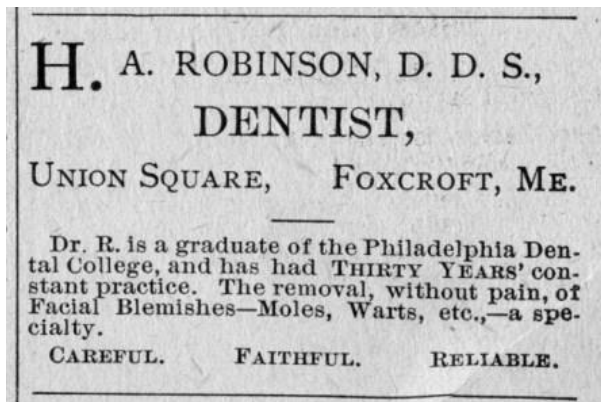 H. A. ROBINSON, D. D. S.,
DENTIST,
UNION SQUARE, FOXCROFT, ME.
Dr. R. is a graduate of the Philadelphia Den-
tal College, and has had THIRTY YEARS' con-
stant practice. The removal, without pain, of
Facial Blemishes—Moles, Warts, etc.,—a spe-
cialty.
CAREFUL. FAITHFUL. RELIABLE.